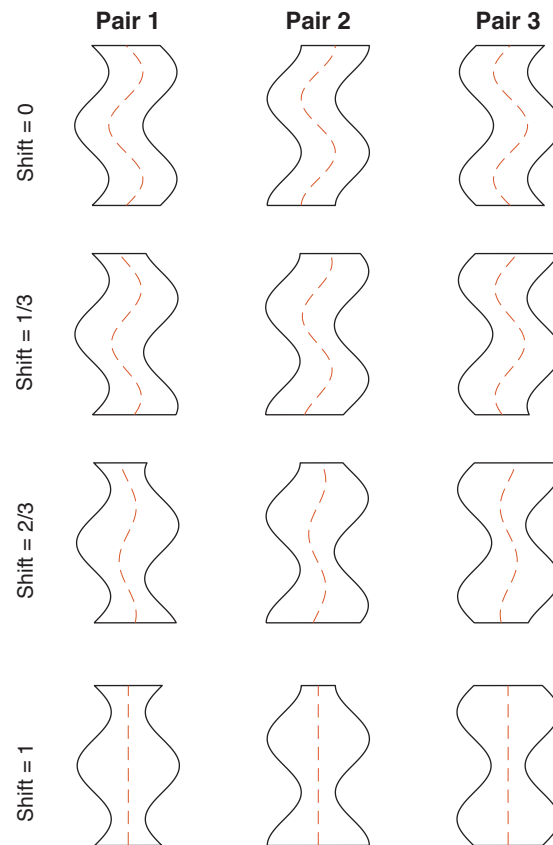 Pair 1 Pair 2 Pair 3
Shift = 0
Shift = 1/3
Shift = 2/3
Shift = 1